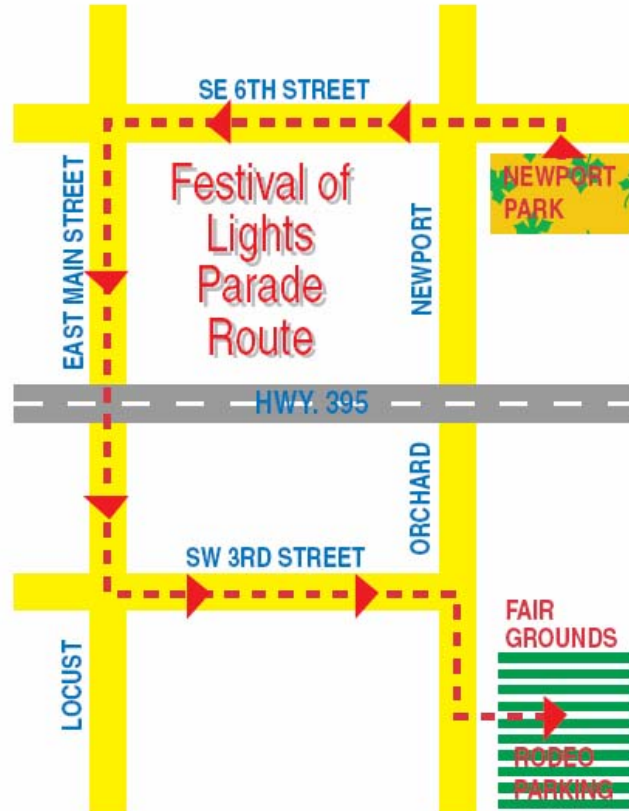 SE 6TH STREET
NEWPORT
PARK
Festival of
Lights
Parade
Route
EAST MAIN STREET
NEWPORT
HWY. 395
ORCHARD
SW 3RD STREET
LOCUST
FAIR
GROUNDS
RODEO
PARKING